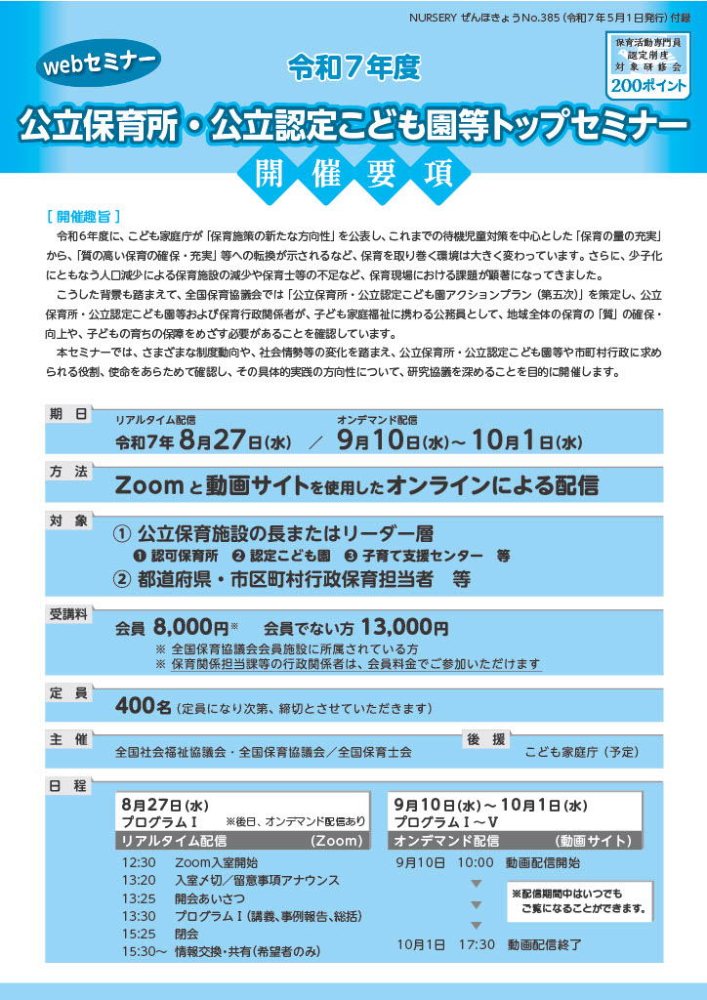 NURSERY ぜんほきょうNo.385（令和7年5月1日発行）付録
webセミナー
令和7年度
保育活動専門員
認定制度
対象研修会
200ポイント
公立保育所・公立認定こども園等トップセミナー
開催要項
［開催趣旨］
令和6年度に、こども家庭庁が「保育施策の新たな方向性」を公表し、これまでの待機児童対策を中心とした「保育の量の充実」
から、「質の高い保育の確保・充実」等への転換が示されるなど、保育を取り巻く環境は大きく変わっています。さらに、少子化
にともなう人口減少による保育施設の減少や保育士等の不足など、保育現場における課題が顕著になってきました。
こうした背景も踏まえて、全国保育協議会では「公立保育所・公立認定こども園アクションプラン（第五次）」を策定し、公立
保育所・公立認定こども園等および保育行政関係者が、子ども家庭福祉に携わる公務員として、地域全体の保育の「質」の確保・
向上や、子どもの育ちの保障をめざす必要があることを確認しています。
本セミナーでは、さまざまな制度動向や、社会情勢等の変化を踏まえ、公立保育所・公立認定こども園等や市町村行政に求め
られる役割、使命をあらためて確認し、その具体的実践の方向性について、研究協議を深めることを目的に開催します。
期日
リアルタイム配信 オンデマンド配信
令和7年 8月27日（水） ／ 9月10日（水）～ 10月1日（水）
方法
Zoomと動画サイトを使用したオンラインによる配信
対象
① 公立保育施設の長またはリーダー層
❶ 認可保育所 ❷ 認定こども園 ❸ 子育て支援センター 等
② 都道府県・市区町村行政保育担当者 等
受講料
会員 8,000円※ 会員でない方 13,000円
※ 全国保育協議会会員施設に所属されている方
※ 保育関係担当課等の行政関係者は、会員料金でご参加いただけます
定員
400名（定員になり次第、締切とさせていただきます）
主催
全国社会福祉協議会・全国保育協議会／全国保育士会
後援
こども家庭庁（予定）
日程
8月27日（水）
プログラムⅠ ※後日、オンデマンド配信あり
リアルタイム配信 （Zoom）
12:30 Zoom入室開始
13:20 入室〆切／留意事項アナウンス
13:25 開会あいさつ
13:30 プログラムⅠ（講義、事例報告、総括）
15:25 閉会
15:30～ 情報交換・共有（希望者のみ）
9月10日（水）～10月1日（水）
プログラムⅠ～Ⅴ
オンデマンド配信 （動画サイト）
9月10日 10:00 動画配信開始
※配信期間中はいつでも
ご覧になることができます。
10月1日 17:30 動画配信終了